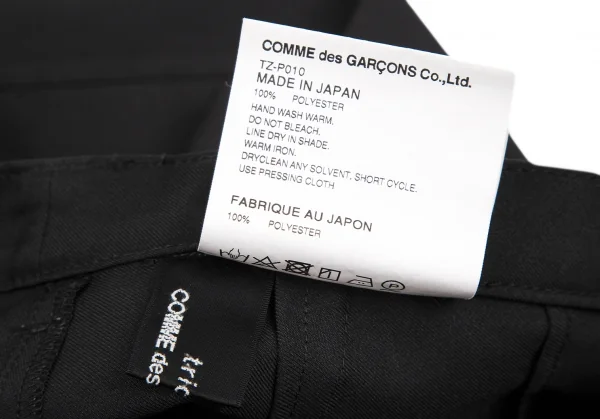 COMME des GARÇONS Co.,Ltd.
TZ-P010
MADE IN JAPAN
100% POLYESTER
HAND WASH WARM.
DO NOT BLEACH.
LINE DRY IN SHADE.
WARM IRON.
DRYCLEAN ANY SOLVENT. SHORT CYCLE.
USE PRESSING CLOTH
FABRIQUE AU JAPON
100% POLYESTER
P
tric
COMME des